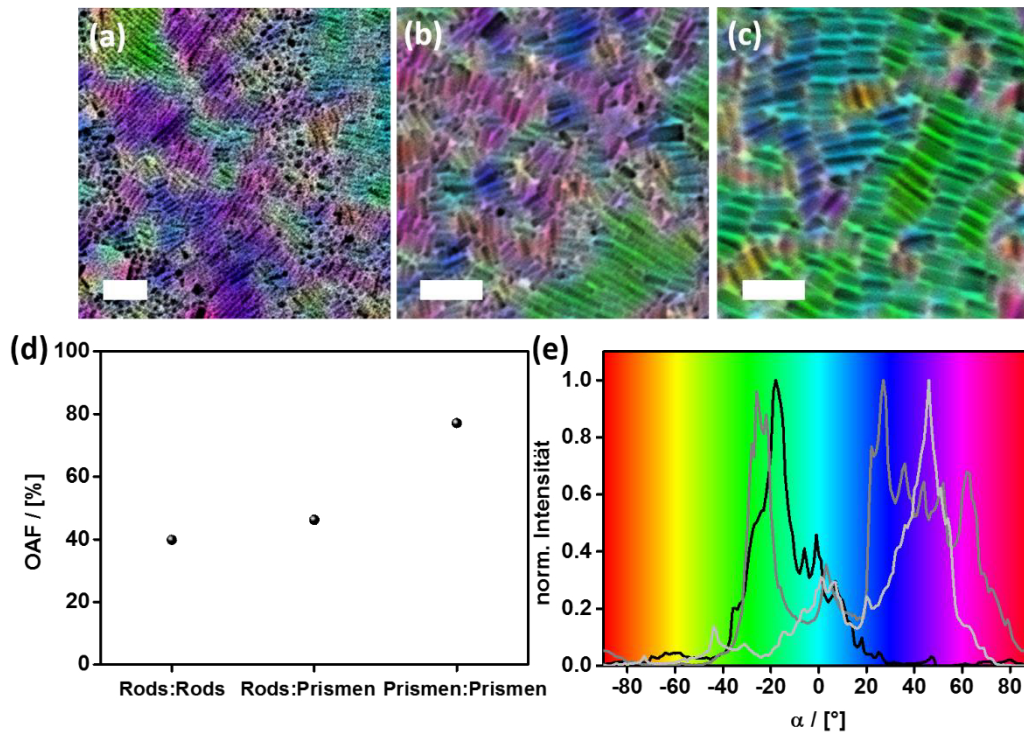 (a)
(b)
(c)
(d)
100
80
60
40
20
0
OAF / [%]
Rods:Rods Rods:Prismen Prismen:Prismen
(e)
1.0
0.8
0.6
0.4
0.2
0.0
norm. Intensität
-80 -60 -40 -20 0 20 40 60 80
α / [°]